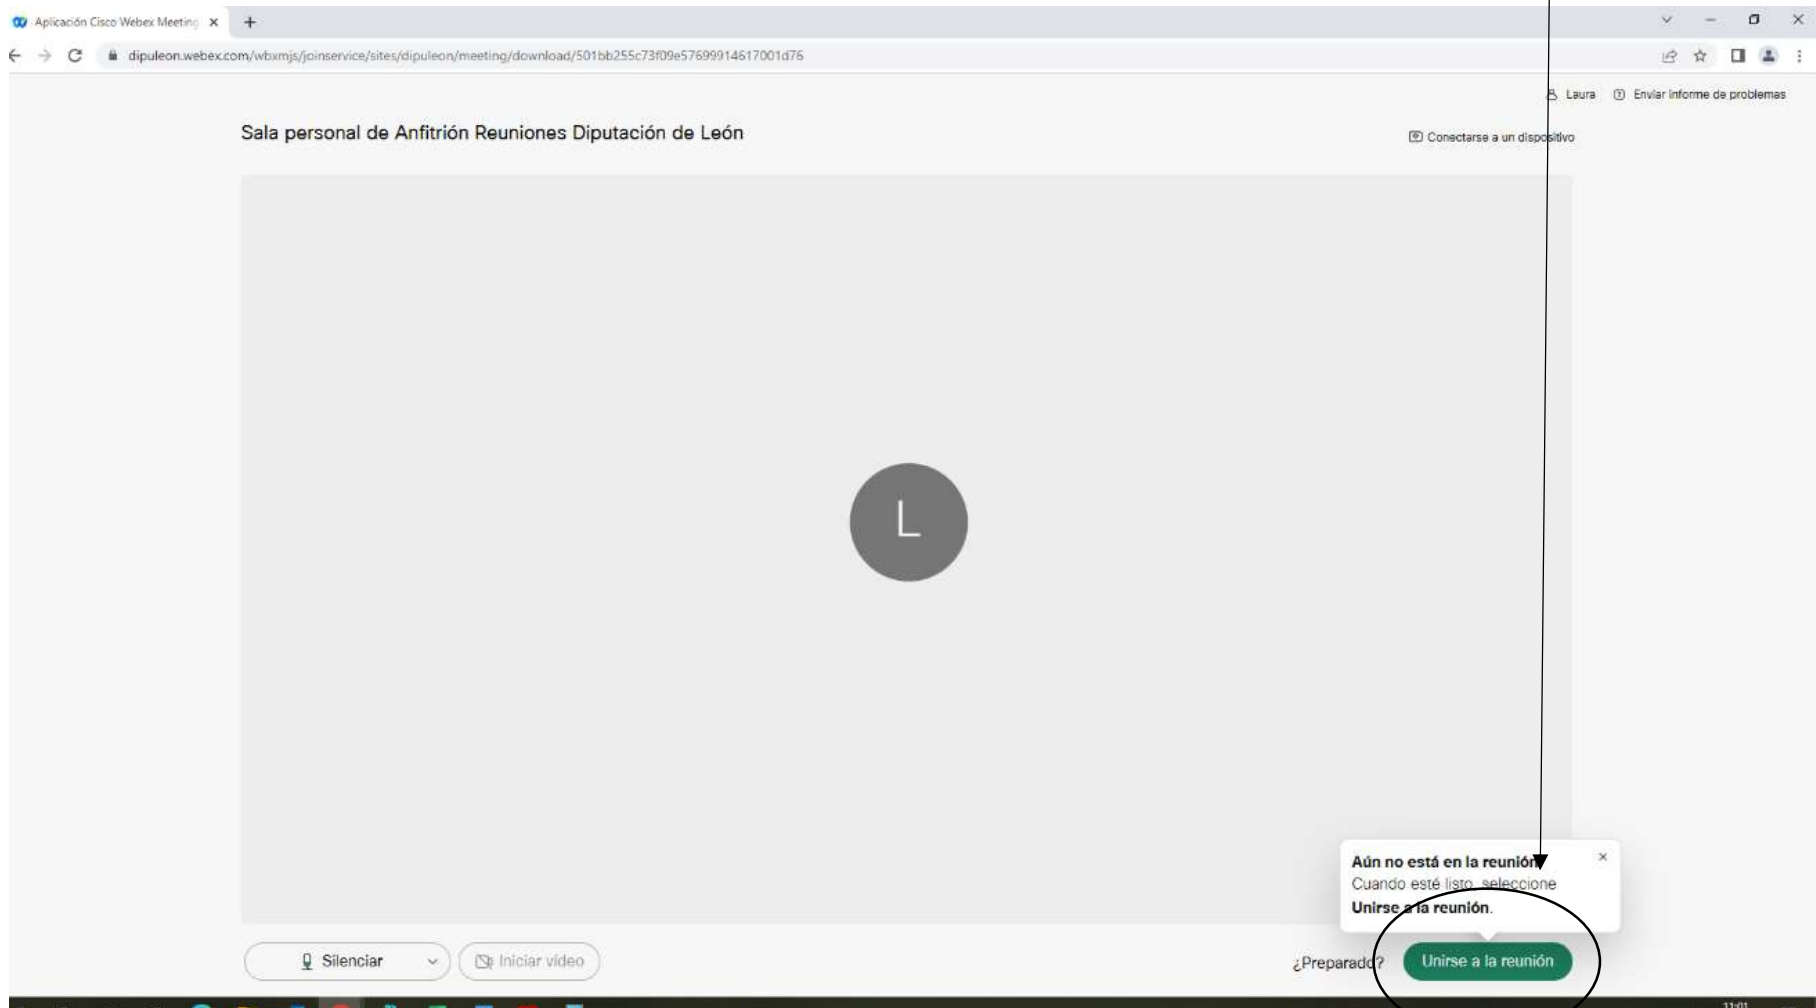 Aplicación Cisco Webex Meeting
dipuleon.webex.com/wbxmjs/joinservice/sites/dipuleon/meeting/download/501bb255c73f09e57699914617001d76
Laura Enviar informe de problemas
Sala personal de Anfitrión Reuniones Diputación de León
Conectarse a un dispositivo
L
Aún no está en la reunión.
Cuando esté listo, seleccione
Unirse a la reunión.
Silenciar
Iniciar vídeo
¿Preparado?
Unirse a la reunión
11:01